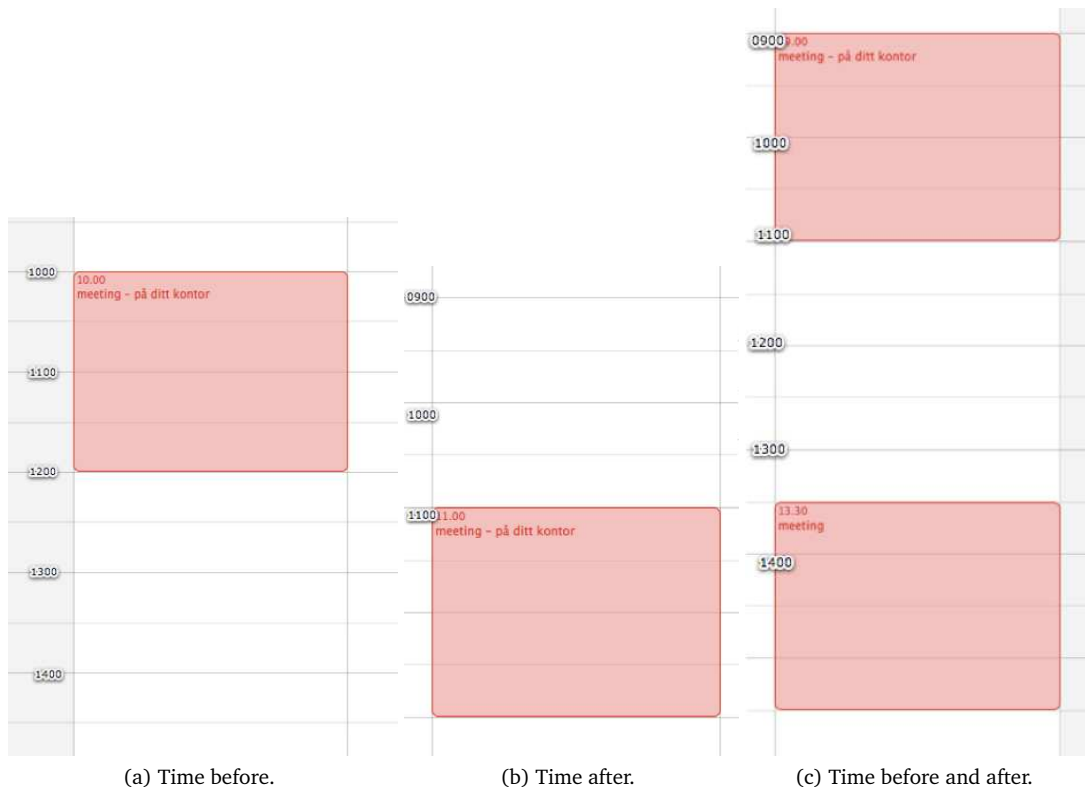 1000
10.00
meeting – på ditt kontor
1100
1200
1300
1400
(a) Time before.
0900
1000
1100
11.00
meeting – på ditt kontor
(b) Time after.
0900
9.00
meeting – på ditt kontor
1000
1100
1200
1300
13.30
meeting
1400
(c) Time before and after.